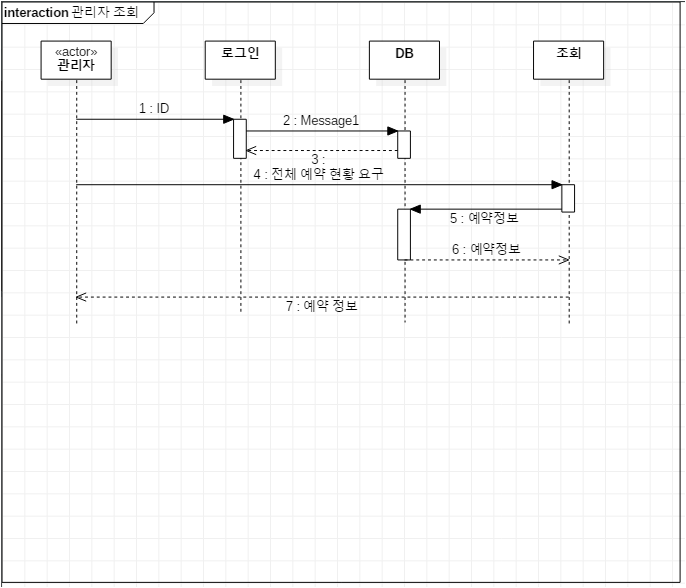 interaction 관리자 조회
«actor»
관리자
로그인
DB
조회
1 : ID
2 : Message1
3 :
4 : 전체 예약 현황 요구
5 : 예약정보
6 : 예약정보
7 : 예약 정보